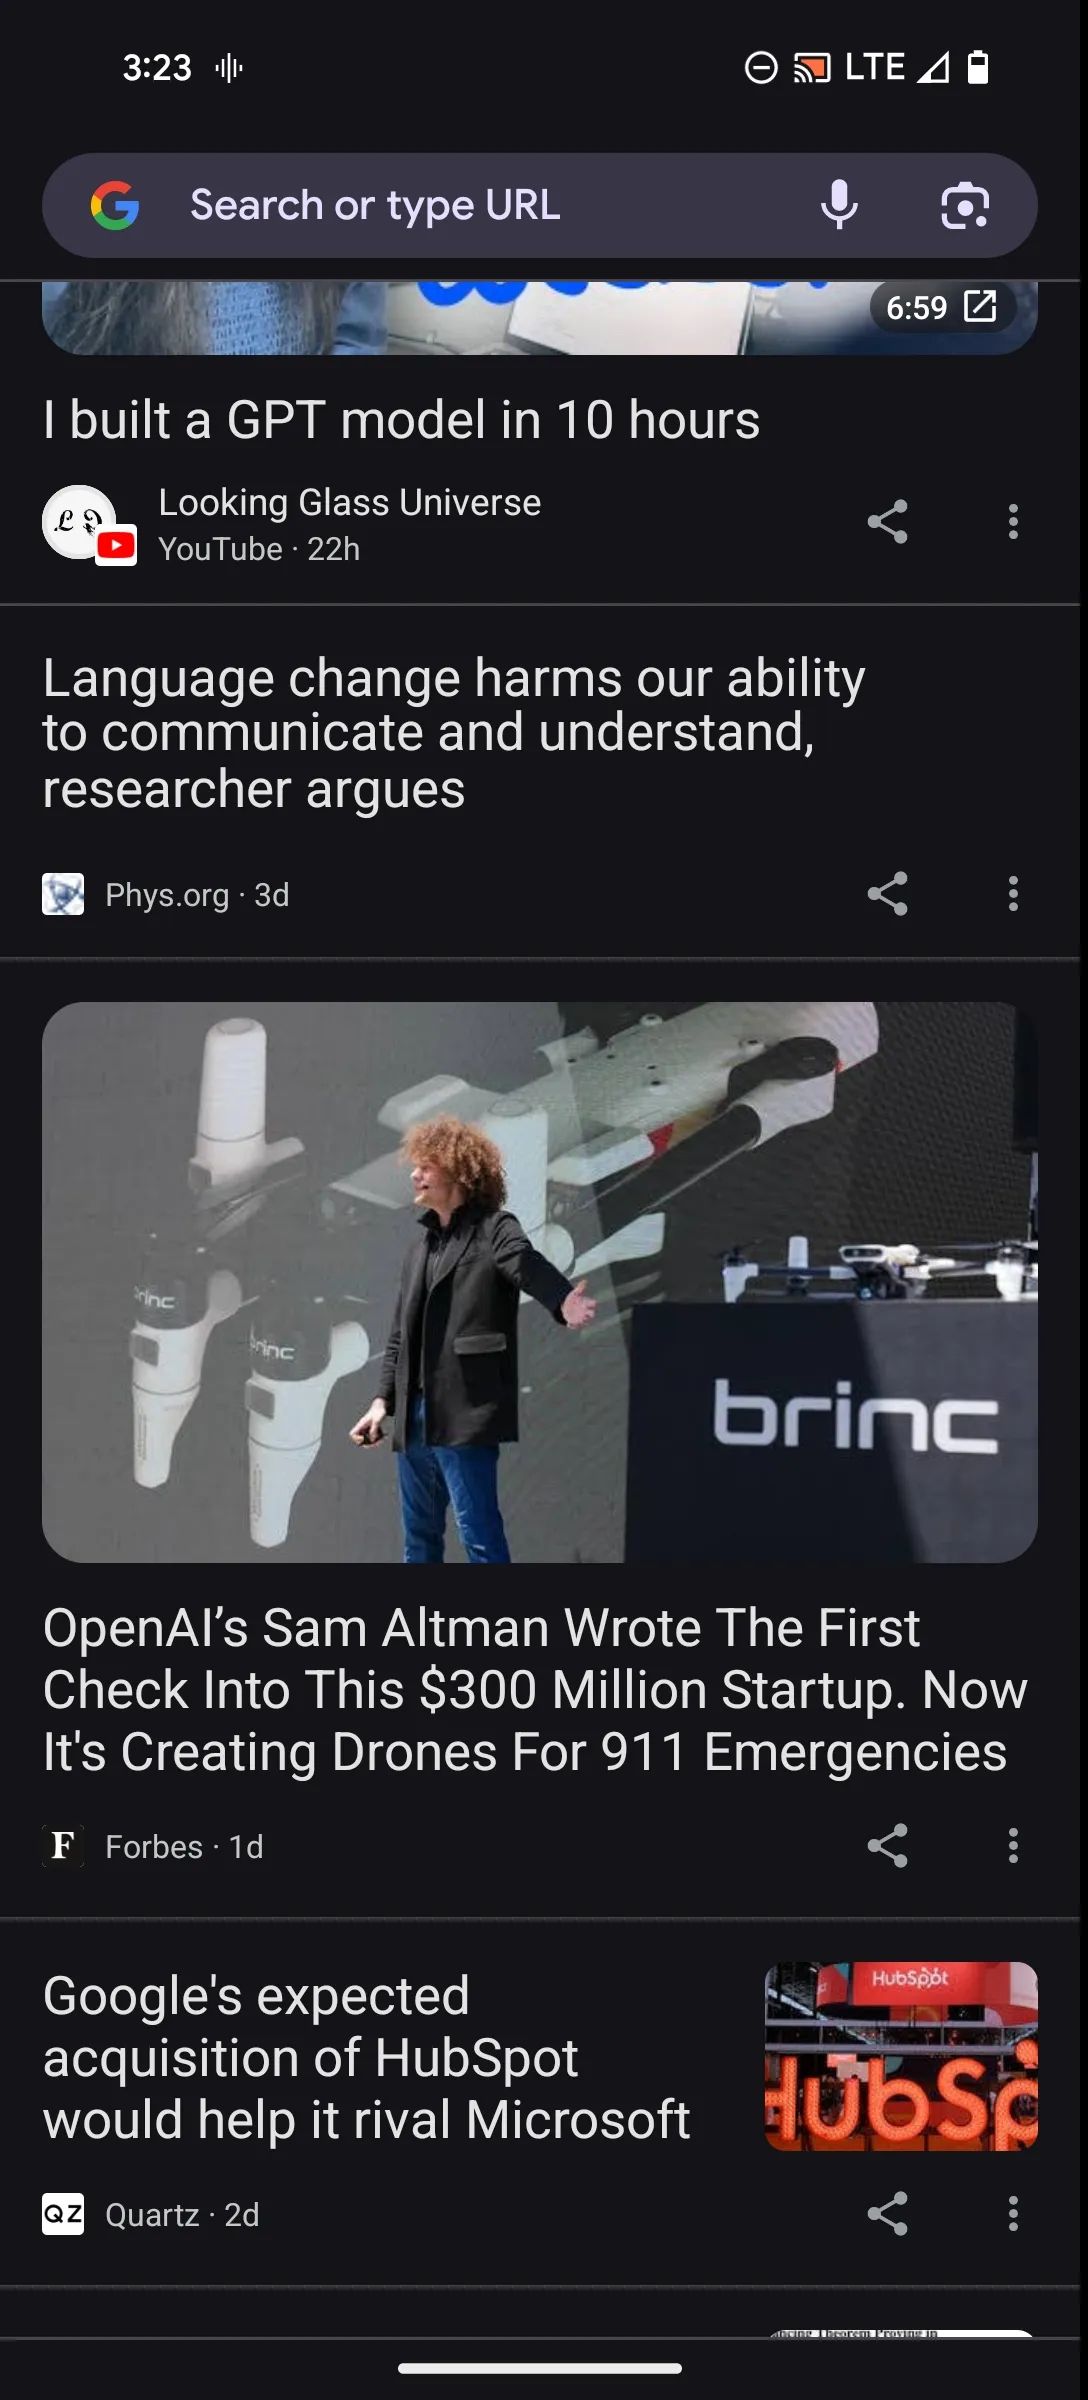 3:23
LTE
Search or type URL
6:59
I built a GPT model in 10 hours
Looking Glass Universe
YouTube · 22h
Language change harms our ability
to communicate and understand,
researcher argues
Phys.org · 3d
brinc
brinc
brinc
OpenAI’s Sam Altman Wrote The First
Check Into This $300 Million Startup. Now
It's Creating Drones For 911 Emergencies
F Forbes · 1d
Google's expected
acquisition of HubSpot
would help it rival Microsoft
HubSpot
HubSp
QZ Quartz · 2d
Theorem Proving in